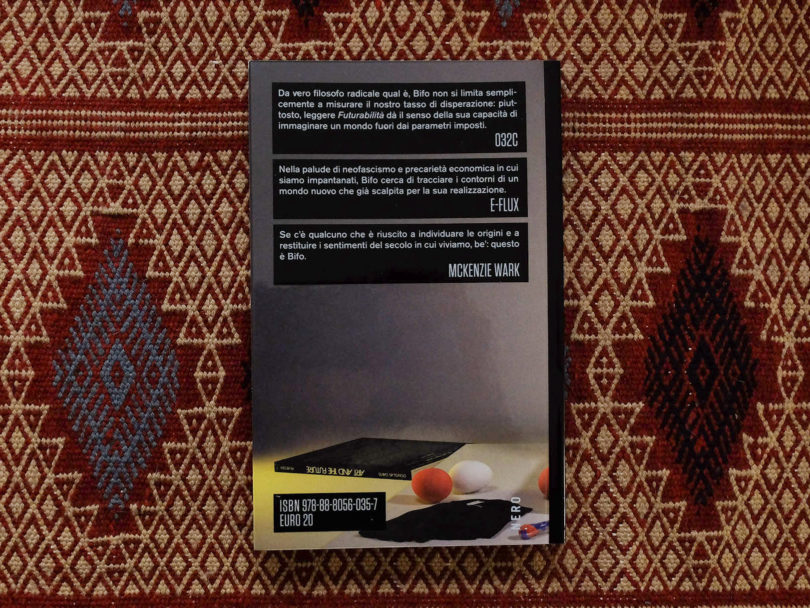 Da vero filosofo radicale qual è, Bifo non si limita sempli-
cemente a misurare il nostro tasso di disperazione: piut-
tosto, leggere Futurabilità dà il senso della sua capacità di
immaginare un mondo fuori dai parametri imposti.
032C
Nella palude di neofascismo e precarietà economica in cui
siamo impantanati, Bifo cerca di tracciare i contorni di un
mondo nuovo che già scalpita per la sua realizzazione.
E-FLUX
Se c'è qualcuno che è riuscito a individuare le origini e a
restituire i sentimenti del secolo in cui viviamo, be': questo
è Bifo.
MCKENZIE WARK
DOUGLAS DAVIS ART AND THE FUTURE
ISBN 978-88-8056-035-7
EURO 20
NERO